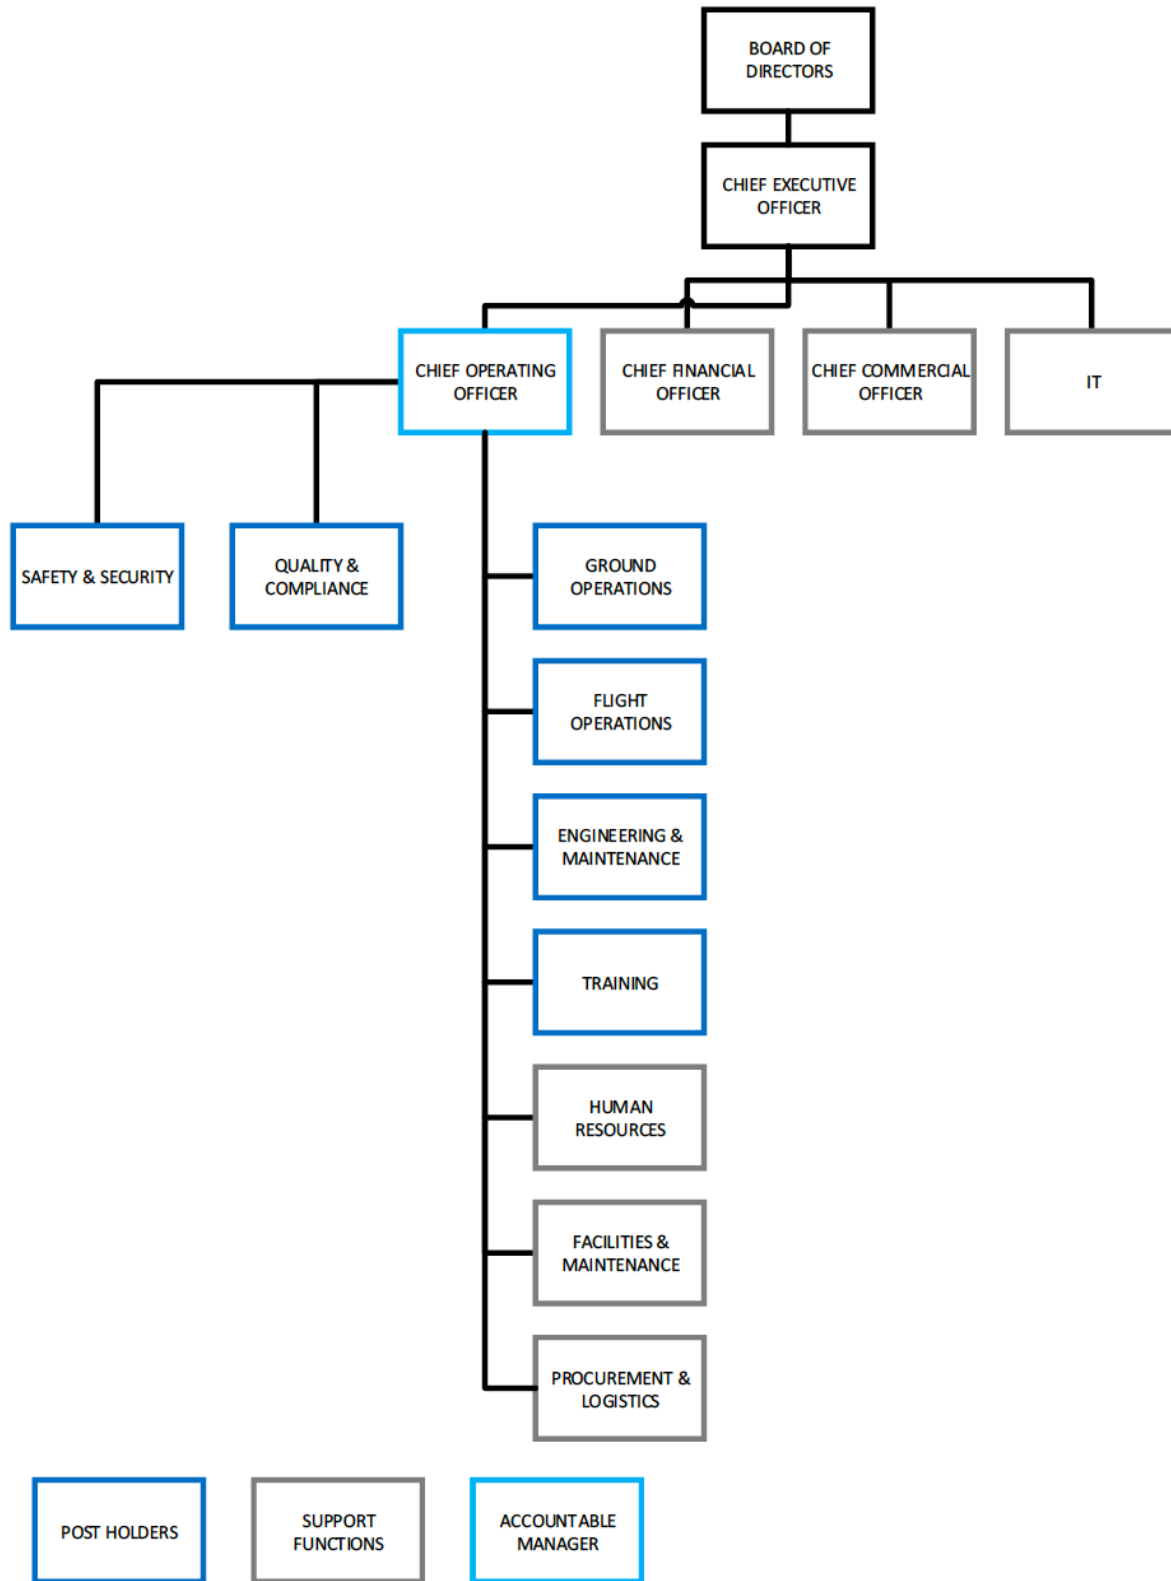 BOARD OF
DIRECTORS
CHIEF EXECUTIVE
OFFICER
CHIEF OPERATING
OFFICER
CHIEF FINANCIAL
OFFICER
CHIEF COMMERCIAL
OFFICER
IT
SAFETY & SECURITY
QUALITY &
COMPLIANCE
GROUND
OPERATIONS
FLIGHT
OPERATIONS
ENGINEERING &
MAINTENANCE
TRAINING
HUMAN
RESOURCES
FACILITIES &
MAINTENANCE
PROCUREMENT &
LOGISTICS
POST HOLDERS
SUPPORT
FUNCTIONS
ACCOUNTABLE
MANAGER